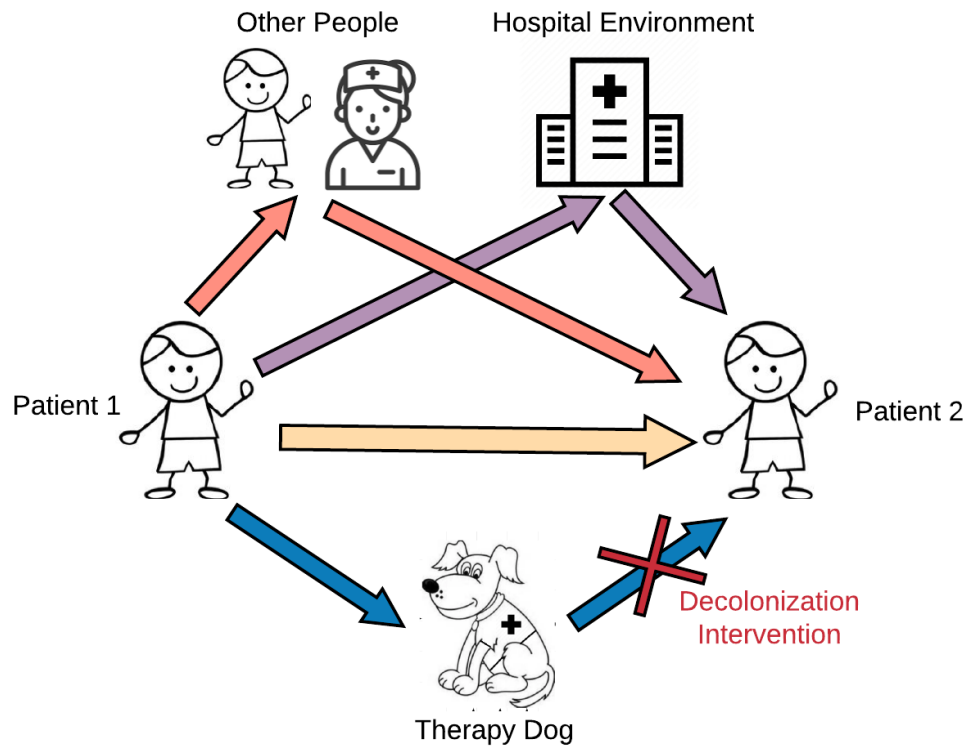 Other People
Hospital Environment
Patient 1
Patient 2
Decolonization
Intervention
Therapy Dog